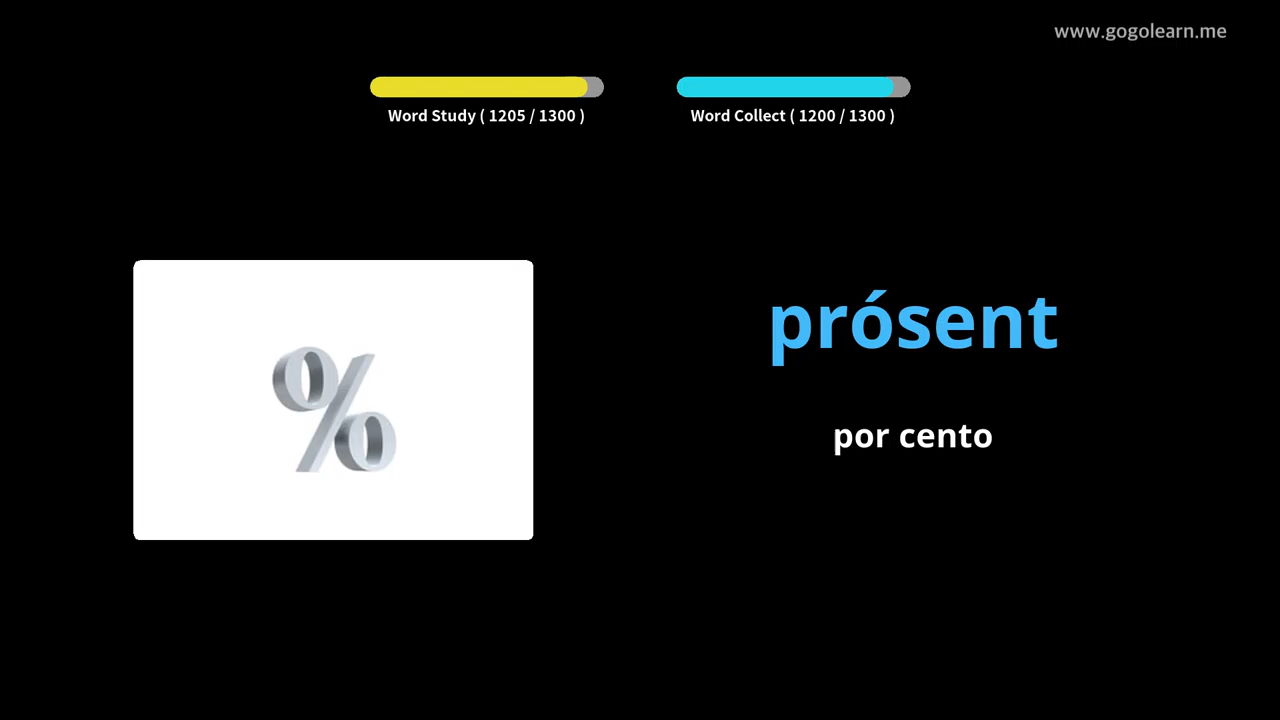 www.gogolearn.me
Word Study ( 1205 / 1300 )
Word Collect ( 1200 / 1300 )
%
prósent
por cento